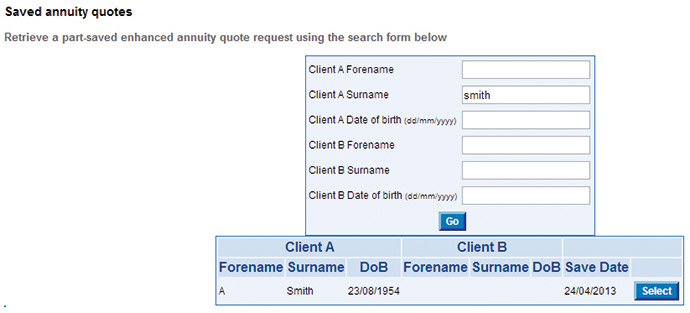 Saved annuity quotes
Retrieve a part-saved enhanced annuity quote request using the search form below
Client A Forename
Client A Surname smith
Client A Date of birth (dd/mm/yyyy)
Client B Forename
Client B Surname
Client B Date of birth (dd/mm/yyyy)
Go
Client A Client B
Forename Surname DoB Forename Surname DoB Save Date
A Smith 23/08/1954 24/04/2013 Select